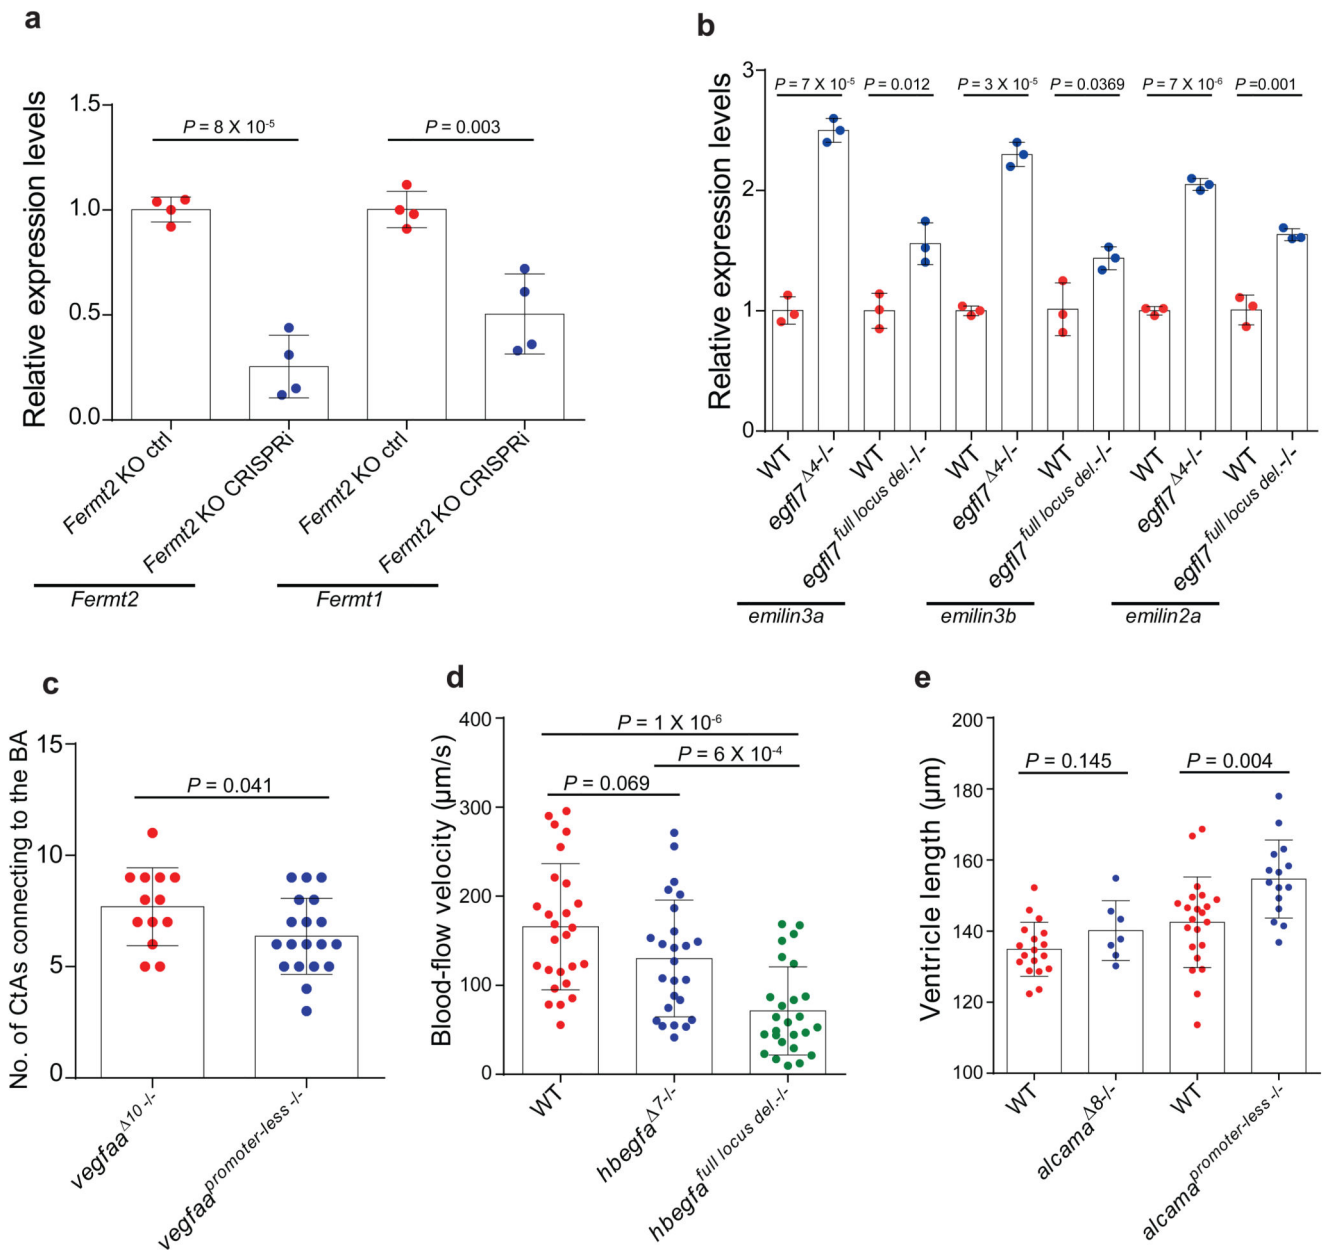 a
Relative expression levels
1.5
1.0
0.5
0.0
P = 8 X 10-5
P = 0.003
Fermt2 KO ctrl
Fermt2 KO CRISPRi
Fermt2 KO ctrl
Fermt2 KO CRISPRi
Fermt2
Fermt1
b
Relative expression levels
3
2
1
0
P = 7 X 10-5
P = 0.012
P = 3 X 10-5
P = 0.0369
P = 7 X 10-6
P =0.001
WT
egfl7 Δ4-/-
WT
egfl7 full locus del.-/-
WT
egfl7 Δ4-/-
WT
egfl7 full locus del.-/-
WT
egfl7 Δ4-/-
WT
egfl7 full locus del.-/-
emilin3a
emilin3b
emilin2a
c
No. of CtAs connecting to the BA
15
10
5
0
P = 0.041
vegfaa Δ10 -/-
vegfaa promoter-less -/-
d
Blood-flow velocity (µm/s)
400
300
200
100
0
P = 1 X 10-6
P = 6 X 10-4
P = 0.069
WT
hbegfa Δ7-/-
hbegfa full locus del.-/-
e
Ventricle length (µm)
200
180
160
140
120
100
P = 0.145
P = 0.004
WT
alcama Δ8-/-
WT
alcama promoter-less -/-